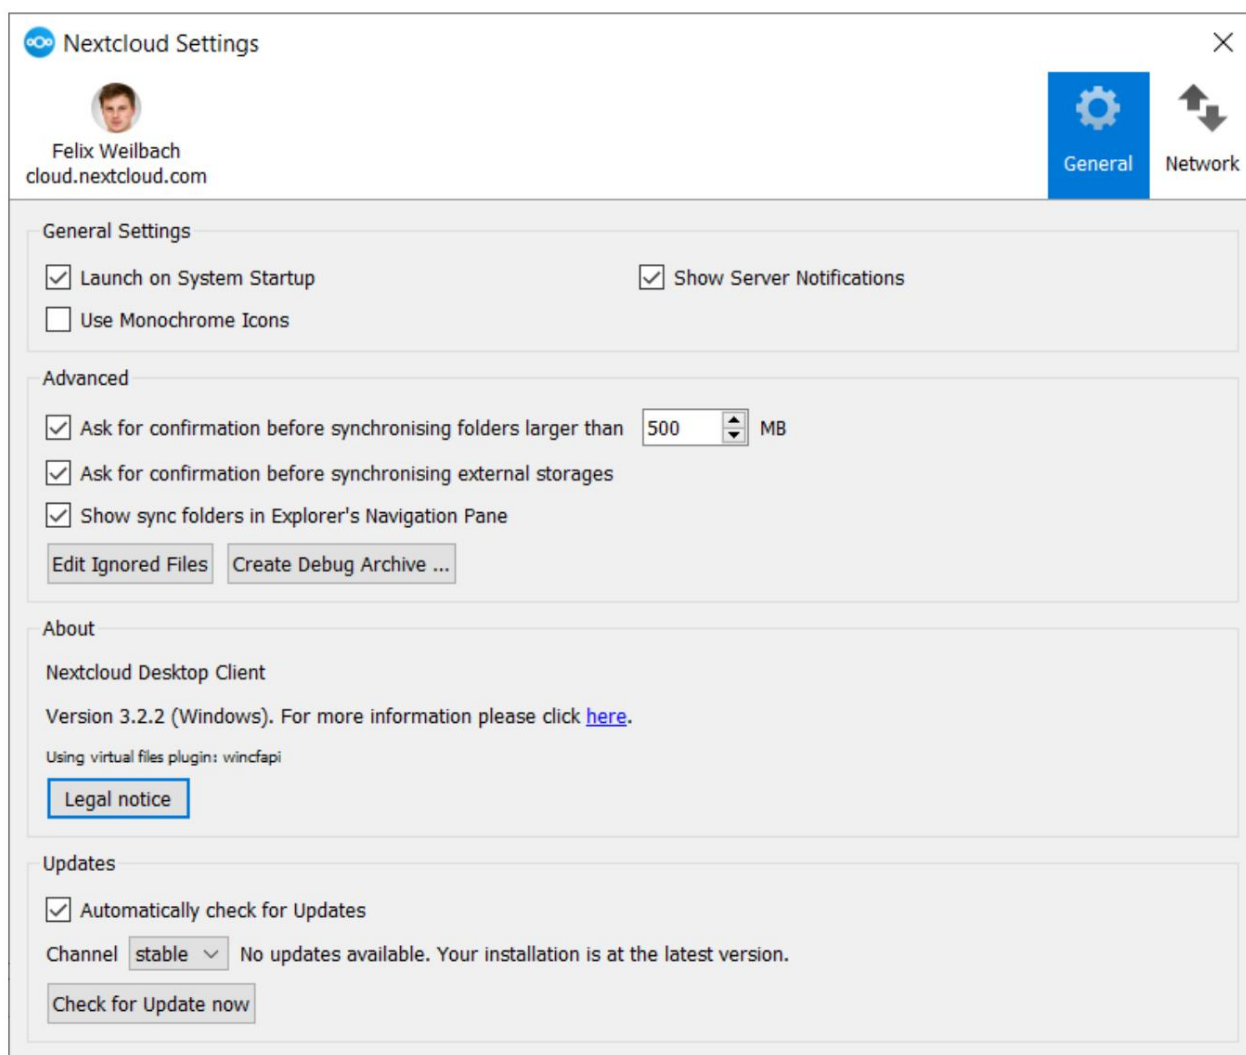 Nextcloud Settings
Felix Weilbach
cloud.nextcloud.com
General
Network
General Settings
Launch on System Startup
Show Server Notifications
Use Monochrome Icons
Advanced
Ask for confirmation before synchronising folders larger than 500 MB
Ask for confirmation before synchronising external storages
Show sync folders in Explorer's Navigation Pane
Edit Ignored Files
Create Debug Archive ...
About
Nextcloud Desktop Client
Version 3.2.2 (Windows). For more information please click here.
Using virtual files plugin: wincfapi
Legal notice
Updates
Automatically check for Updates
Channel stable No updates available. Your installation is at the latest version.
Check for Update now